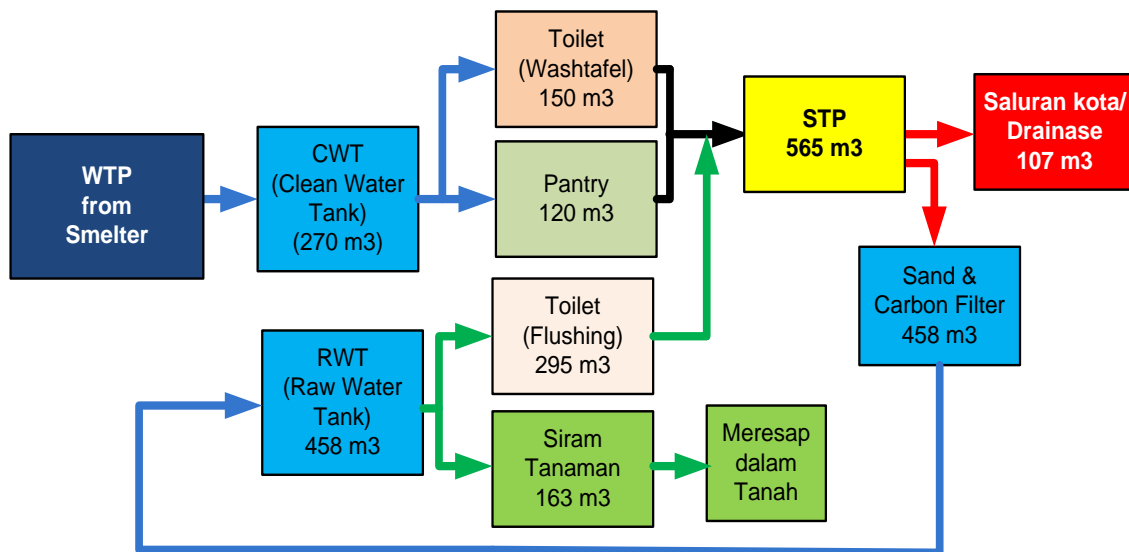 WTP
from
Smelter
CWT
(Clean Water
Tank)
(270 m3)
Toilet
(Washtafel)
150 m3
Pantry
120 m3
STP
565 m3
Saluran kota/
Drainase
107 m3
Sand &
Carbon Filter
458 m3
RWT
(Raw Water
Tank)
458 m3
Toilet
(Flushing)
295 m3
Siram
Tanaman
163 m3
Meresap
dalam
Tanah